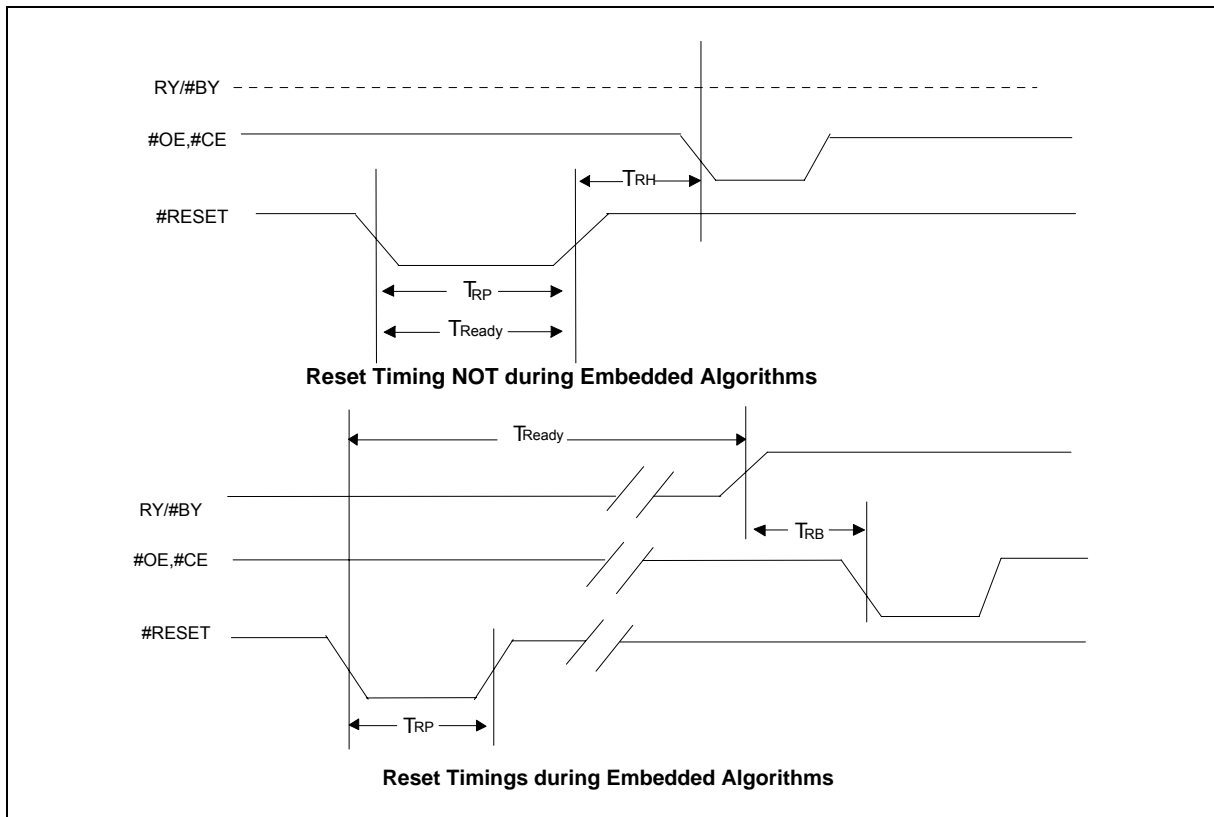 RY/#BY
#OE,#CE
TRH
#RESET
TRP
TReady
Reset Timing NOT during Embedded Algorithms
TReady
RY/#BY
TRB
#OE,#CE
#RESET
TRP
Reset Timings during Embedded Algorithms